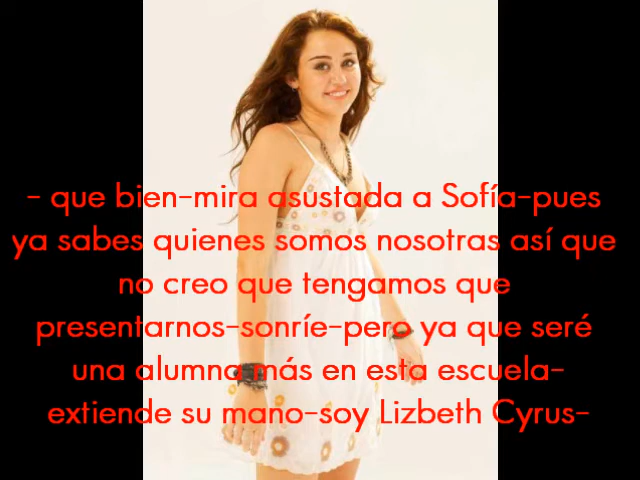 - que bien-mira asustada a Sofía-pues
ya sabes quienes somos nosotras así que
no creo que tengamos que
presentarnos-sonríe-pero ya que seré
una alumna más en esta escuela-
extiende su mano-soy Lizbeth Cyrus-